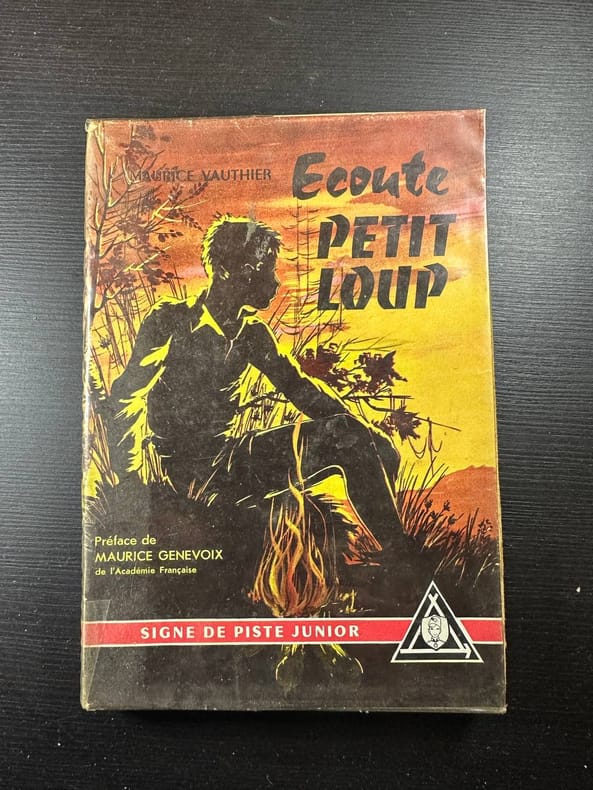 MAURICE VAUTHIER
Ecoute
PETIT
LOUP
Préface de
MAURICE GENEVOIX
de l'Académie Française
SIGNE DE PISTE JUNIOR